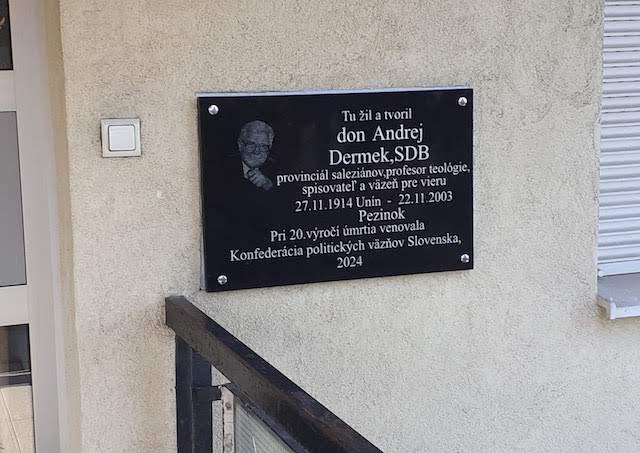 Tu žil a tvoril
don Andrej
Dermek,SDB
provinciál saleziánov,profesor teológie,
spisovateľ a väzeň pre vieru
27.11.1914 Unín - 22.11.2003
Pezinok
Pri 20.výročí úmrtia venovala
Konfederácia politických väzňov Slovenska,
2024